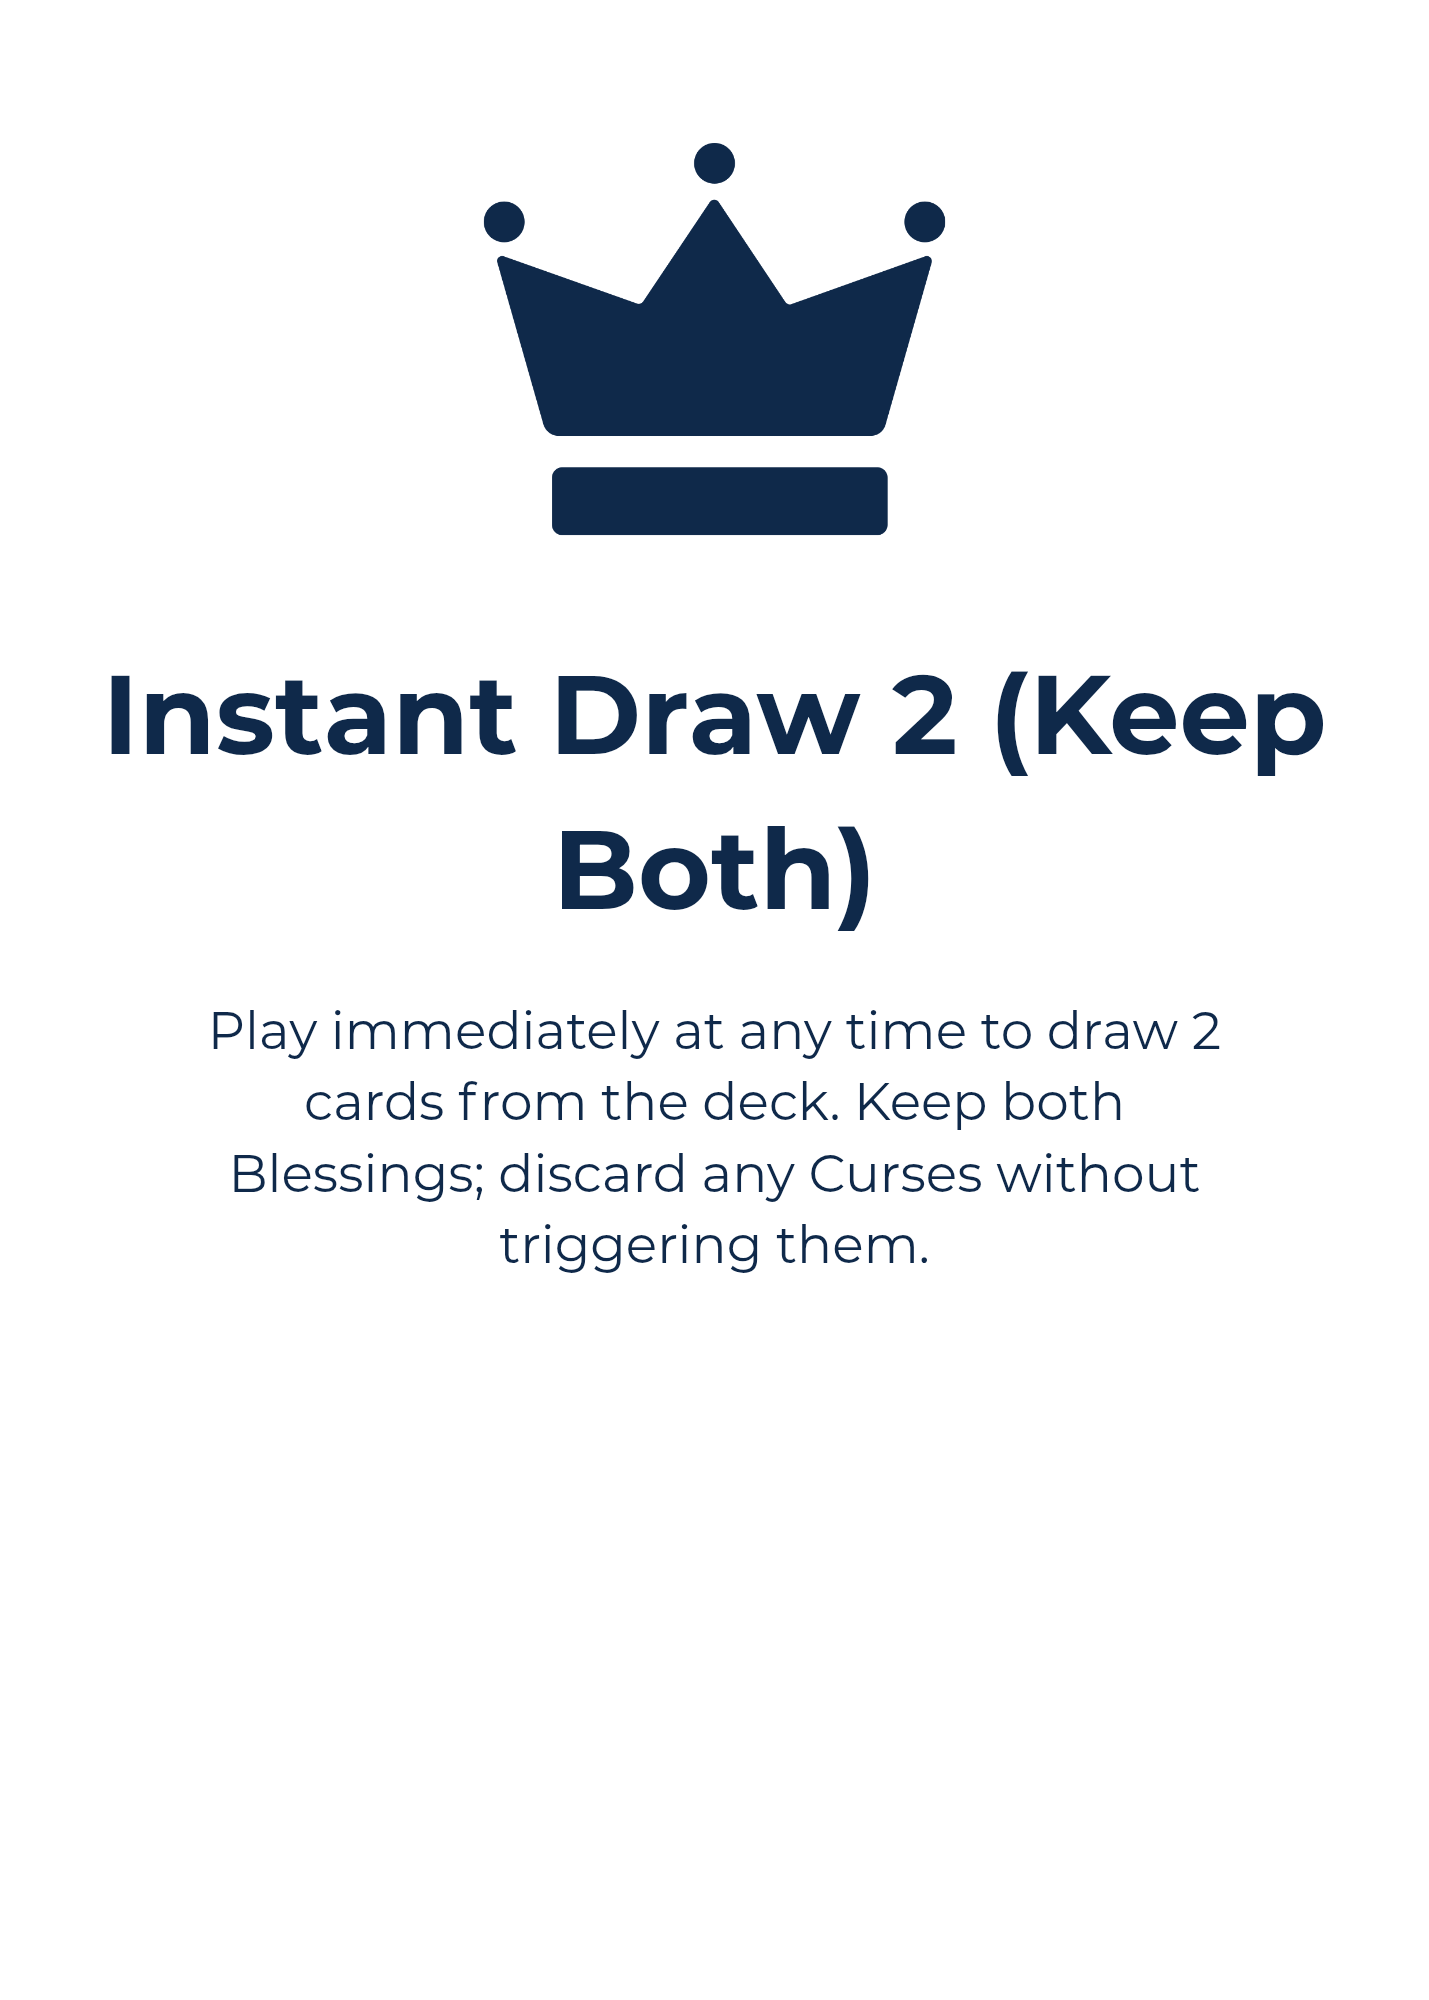 Instant Draw 2 (Keep
Both)
Play immediately at any time to draw 2
cards from the deck. Keep both
Blessings; discard any Curses without
triggering them.